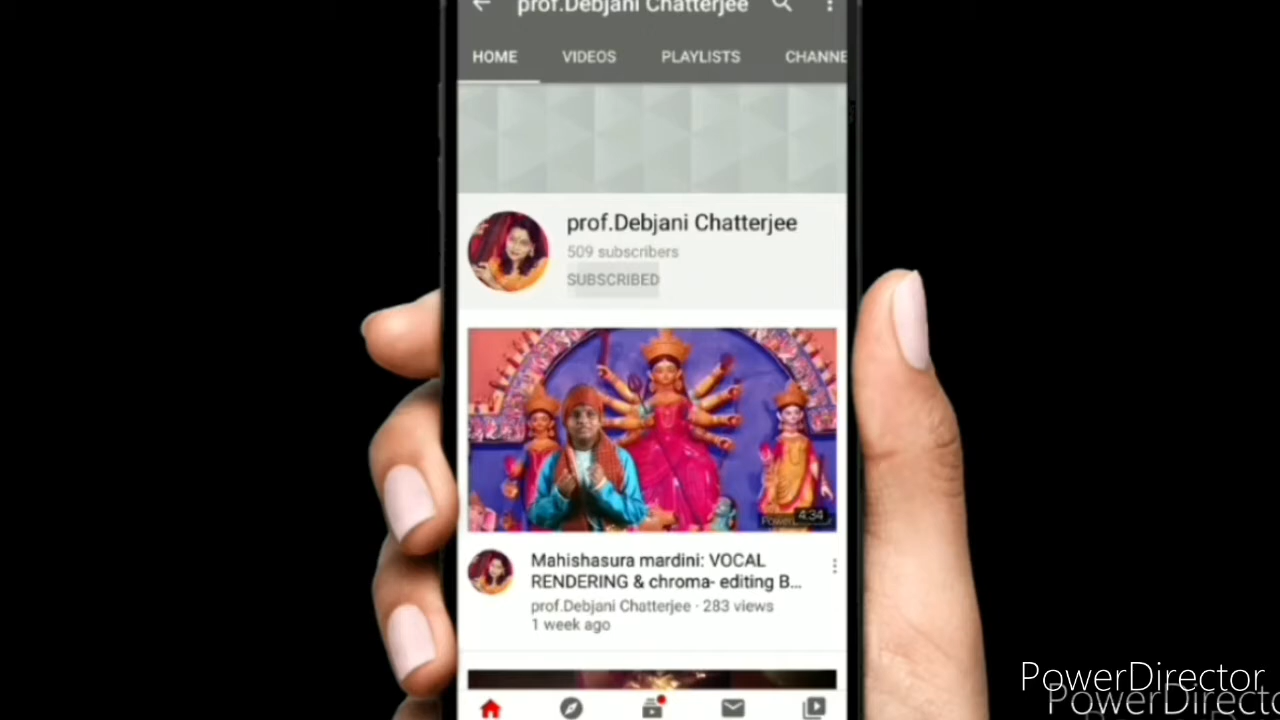 prof.Debjani Chatterjee
HOME VIDEOS PLAYLISTS CHANNE
prof.Debjani Chatterjee
509 subscribers
SUBSCRIBED
4:34
Mahishasura mardini: VOCAL
RENDERING & chroma- editing B...
prof.Debjani Chatterjee · 283 views
1 week ago
PowerDirector
PowerDirecto